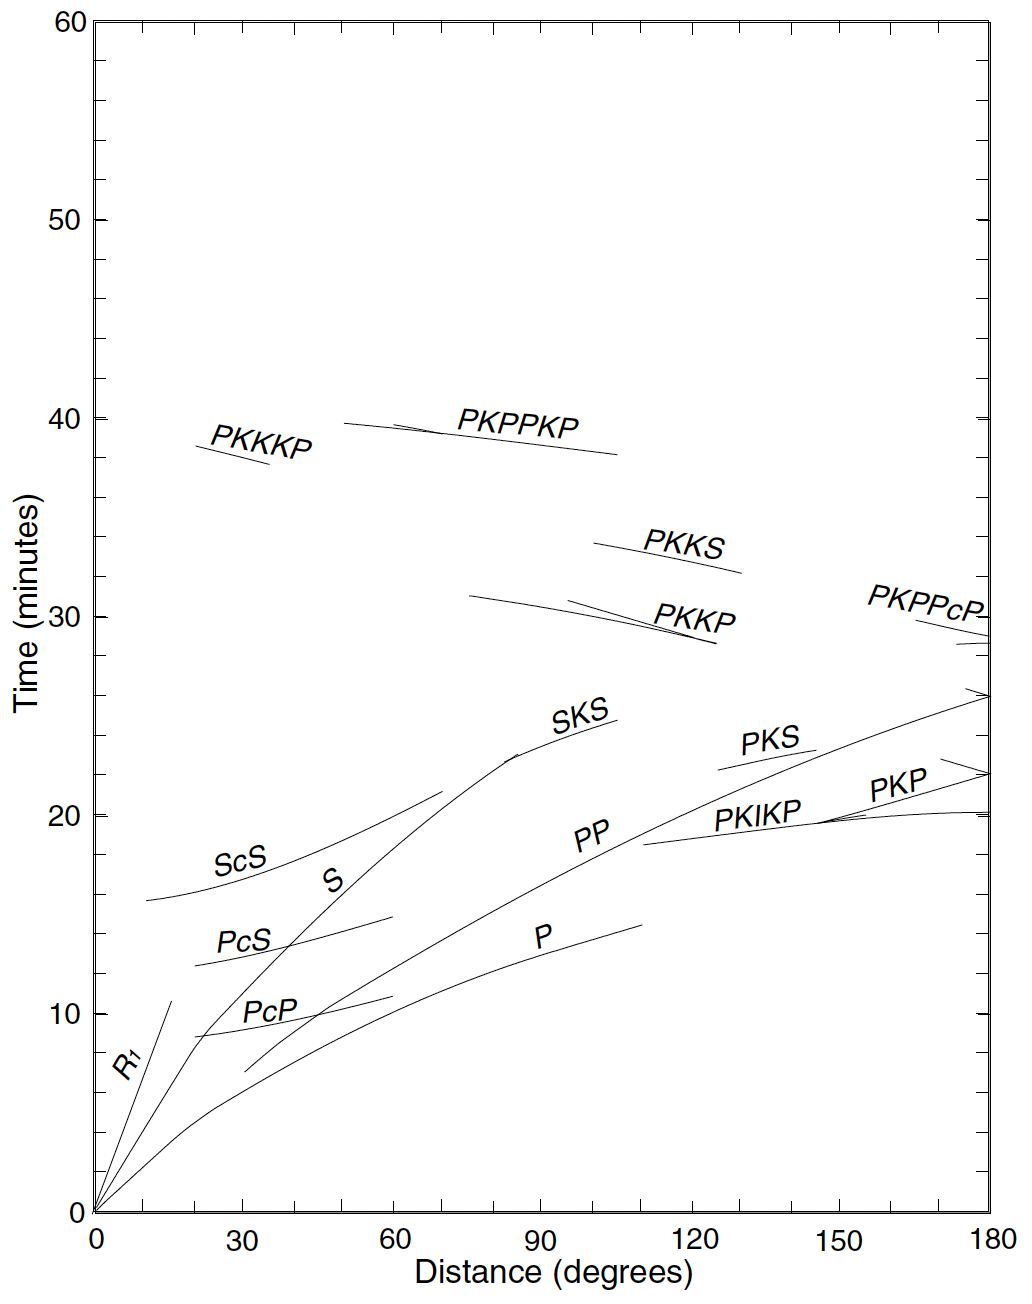 60
50
40
30
20
10
0
Time (minutes)
PKPPKP
PKKKP
PKKS
PKPPcP
PKKP
SKS
PKS
PKP
PKIKP
PP
ScS
S
P
PcS
PcP
R1
0 30 60 90 120 150 180
Distance (degrees)